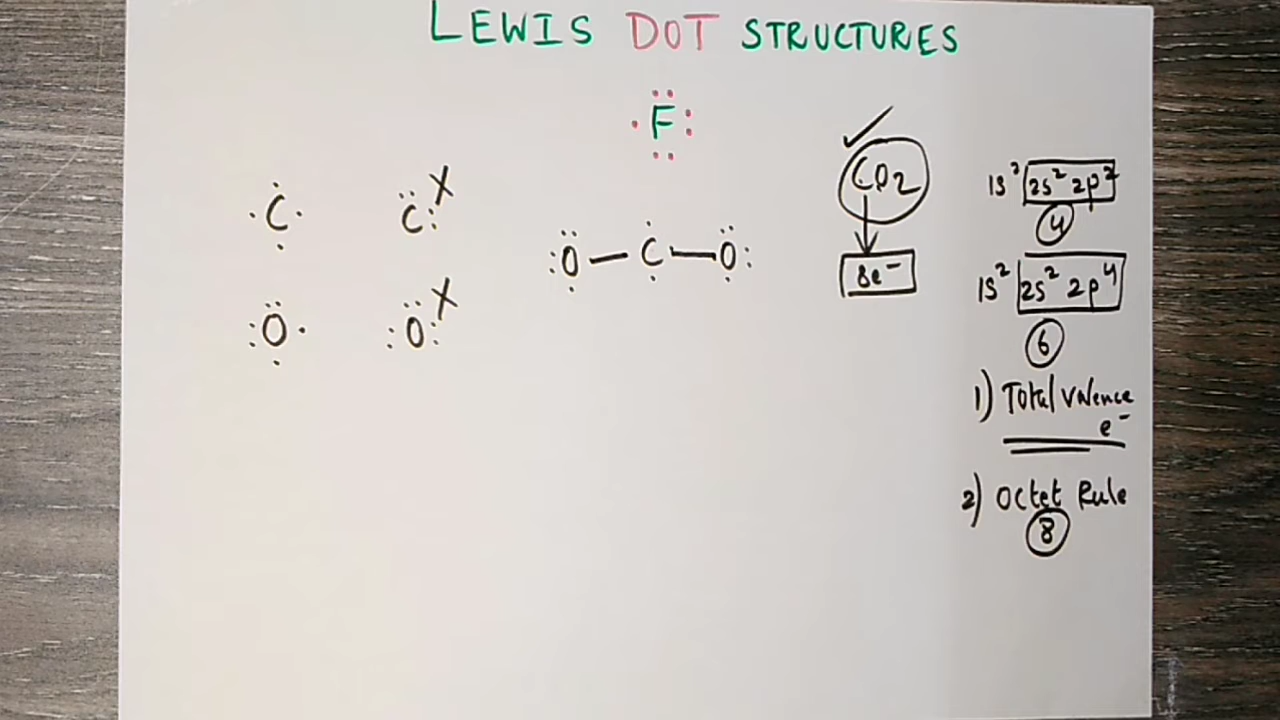 LEWIS DOT STRUCTURES
F
CO2
C C X
1s² 2s² 2p²
4
O — C — O
8e⁻
1s² 2s² 2p⁴
O O X
6
1) Total valence e⁻
2) Octet Rule
8